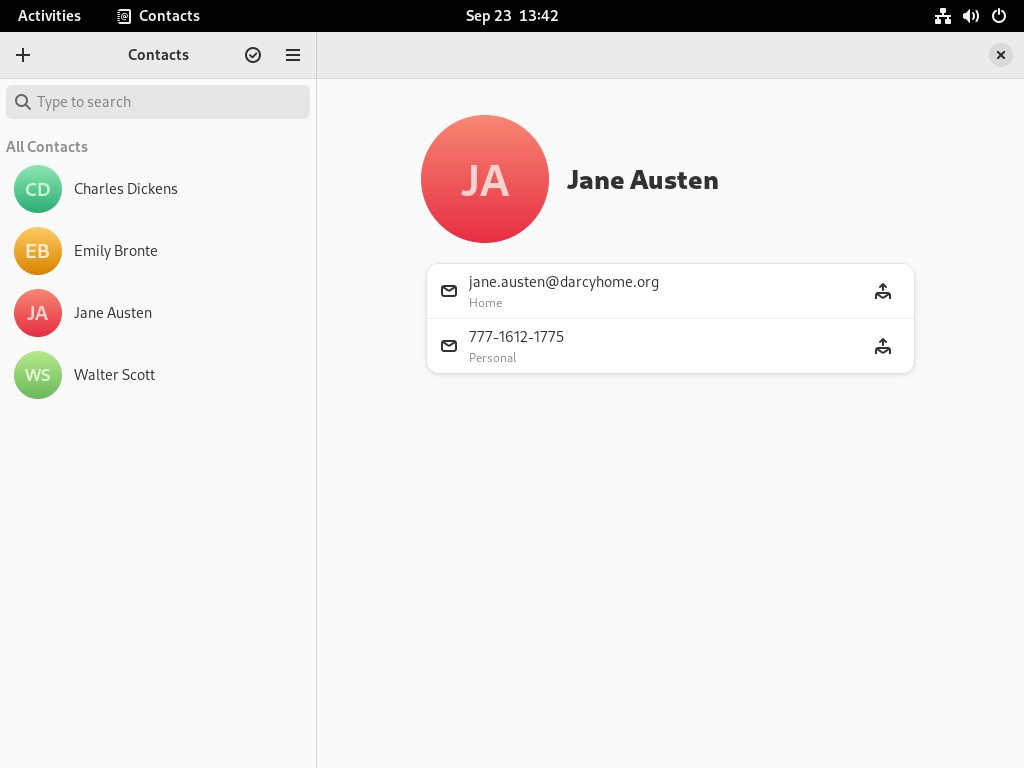 Activities Contacts Sep 23 13:42
Contacts
Type to search
All Contacts
CD Charles Dickens
EB Emily Bronte
JA Jane Austen
WS Walter Scott
JA Jane Austen
jane.austen@darcyhome.org
Home
777-1612-1775
Personal